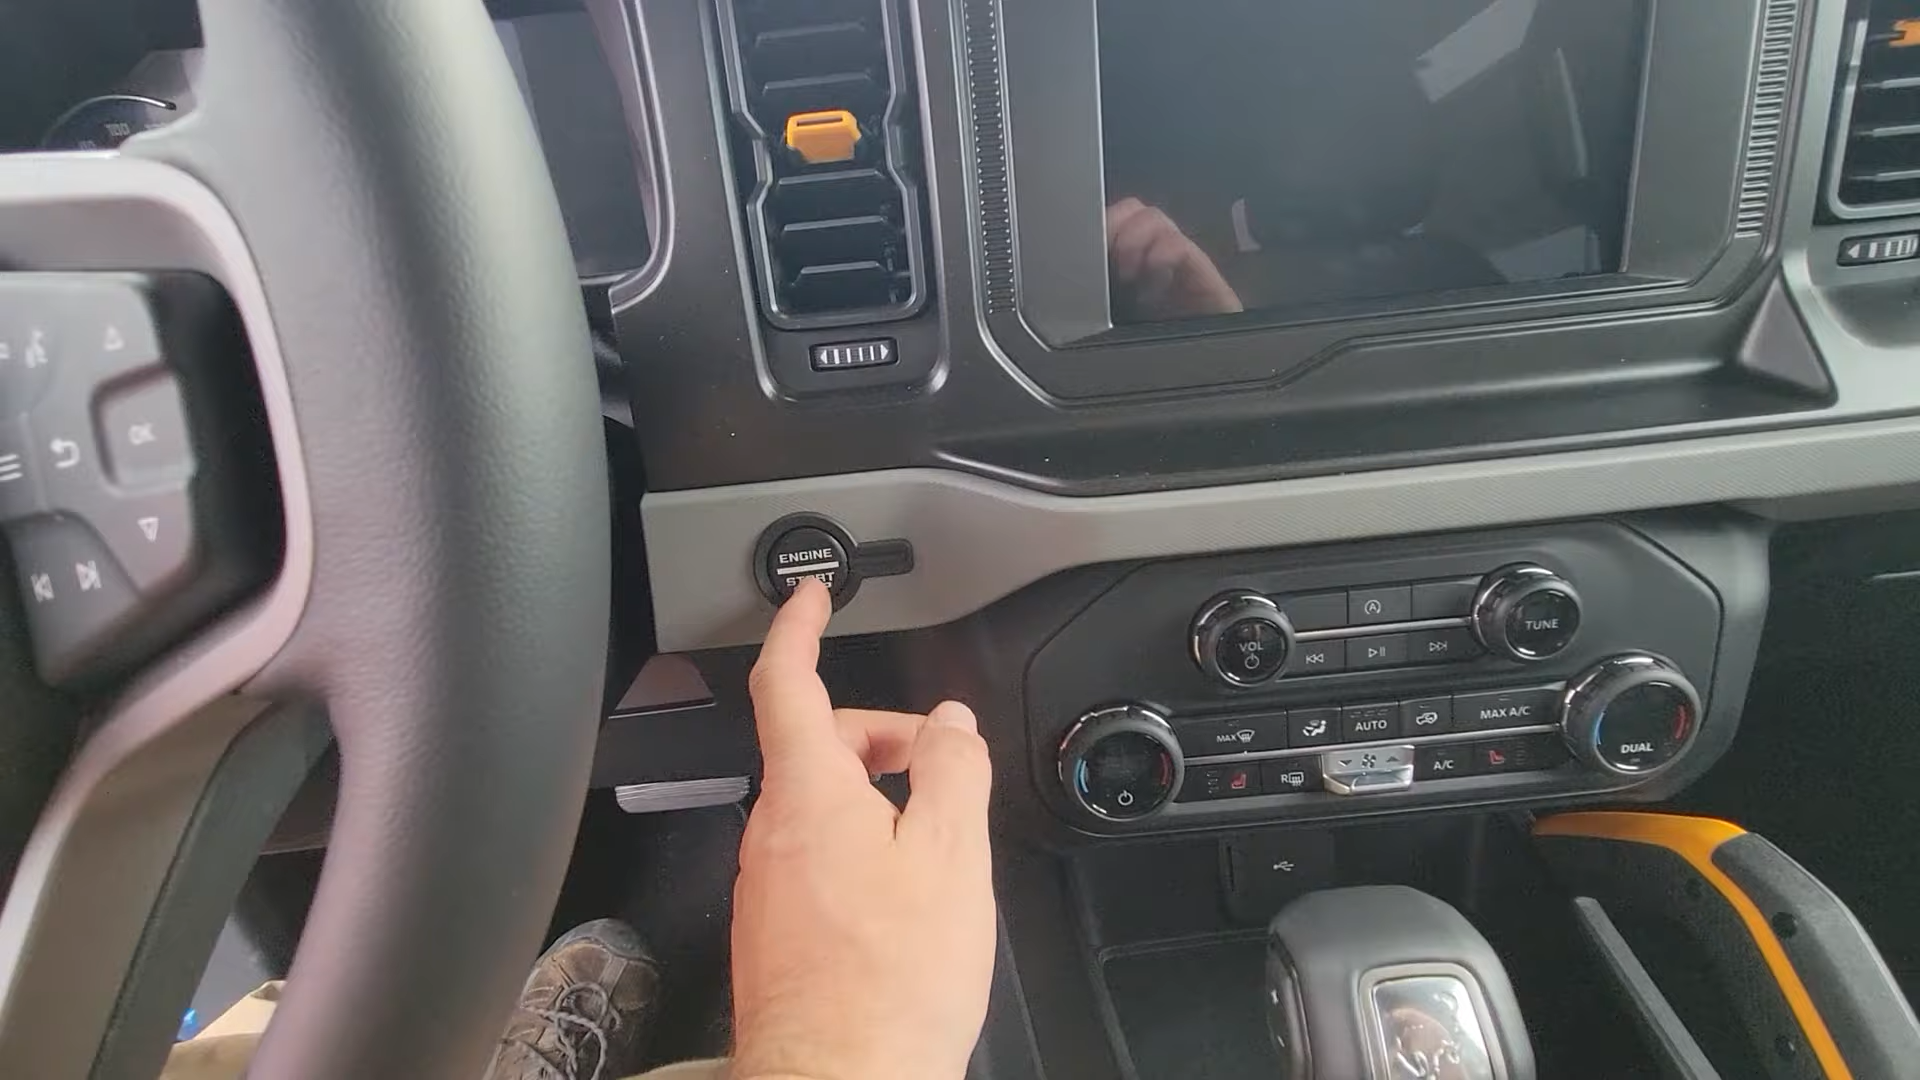 OK
ENGINE
START
VOL
TUNE
MAX
AUTO
MAX A/C
R
A/C
DUAL